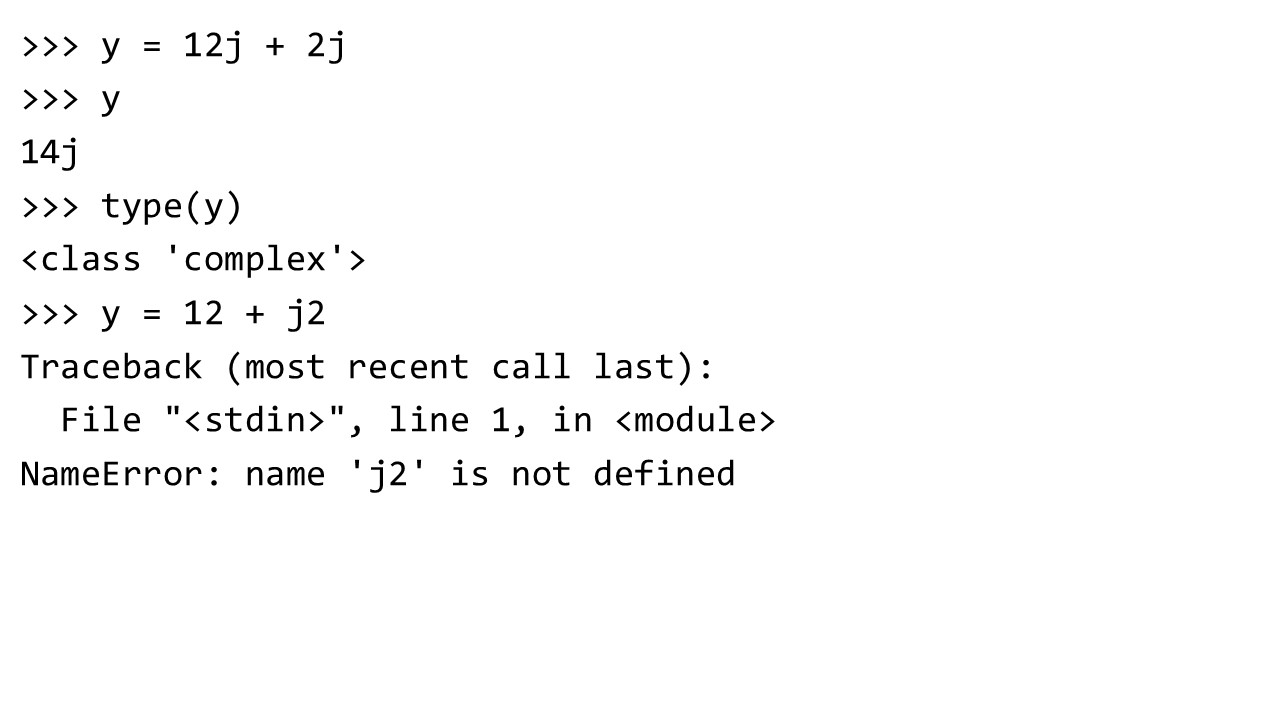 >>> y = 12j + 2j
>>> y
14j
>>> type(y)
<class 'complex'>
>>> y = 12 + j2
Traceback (most recent call last):
  File "<stdin>", line 1, in <module>
NameError: name 'j2' is not defined